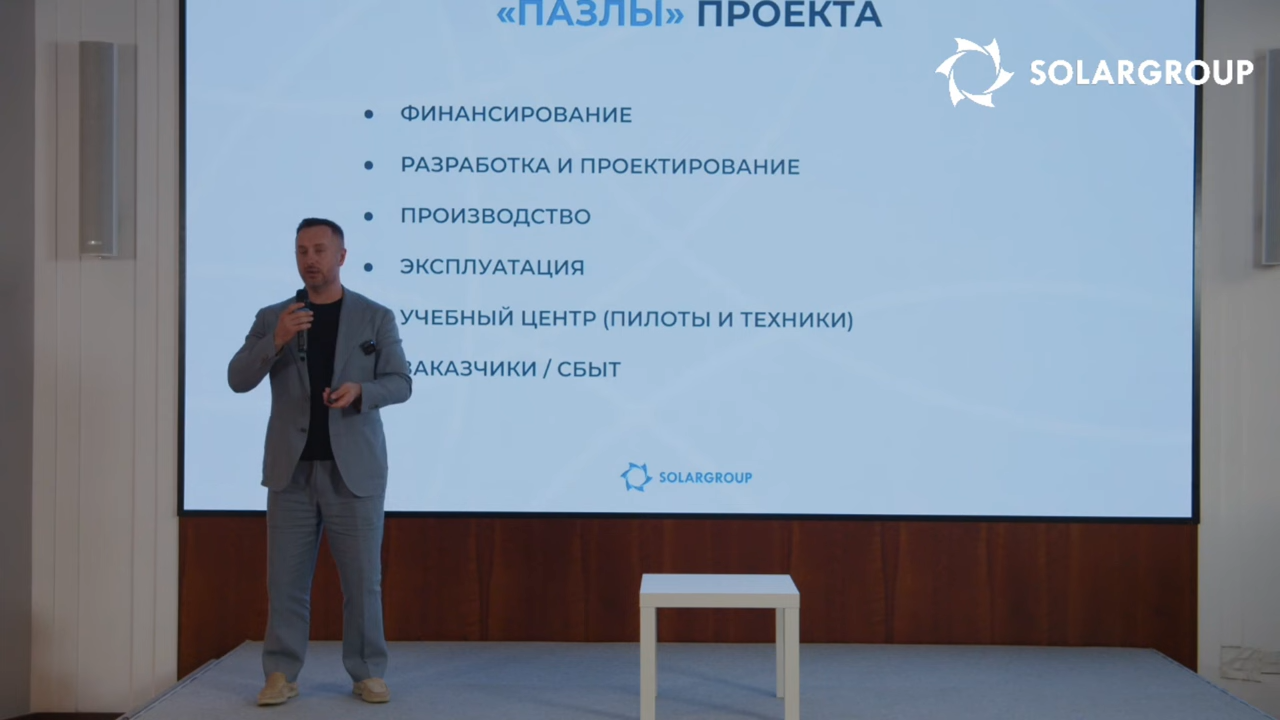 «ПАЗЛЫ» ПРОЕКТА
SOLARGROUP
• ФИНАНСИРОВАНИЕ
• РАЗРАБОТКА И ПРОЕКТИРОВАНИЕ
• ПРОИЗВОДСТВО
• ЭКСПЛУАТАЦИЯ
УЧЕБНЫЙ ЦЕНТР (ПИЛОТЫ И ТЕХНИКИ)
ЗАКАЗЧИКИ / СБЫТ
SOLARGROUP